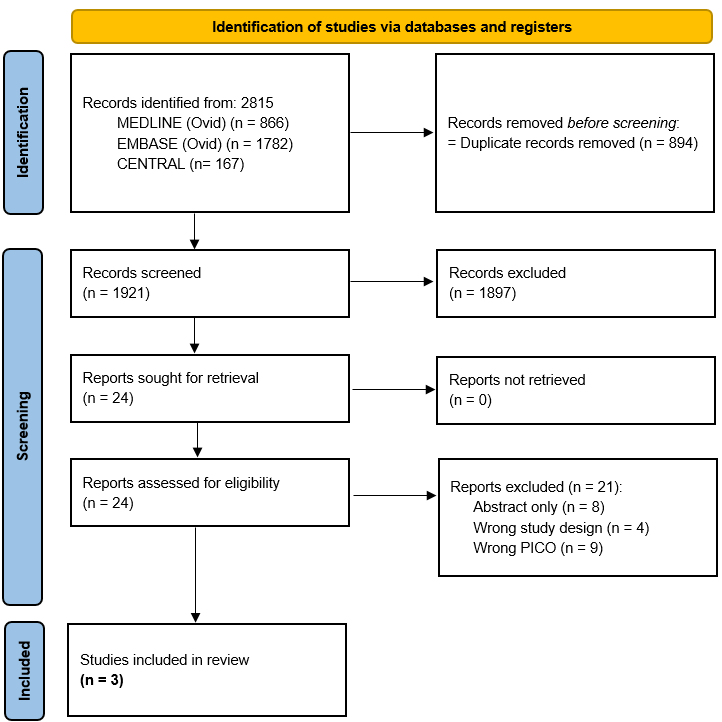 Identification of studies via databases and registers
Identification
Records identified from: 2815
MEDLINE (Ovid) (n = 866)
EMBASE (Ovid) (n = 1782)
CENTRAL (n= 167)
Records removed before screening:
= Duplicate records removed (n = 894)
Screening
Records screened
(n = 1921)
Records excluded
(n = 1897)
Reports sought for retrieval
(n = 24)
Reports not retrieved
(n = 0)
Reports assessed for eligibility
(n = 24)
Reports excluded (n = 21):
Abstract only (n = 8)
Wrong study design (n = 4)
Wrong PICO (n = 9)
Included
Studies included in review
(n = 3)